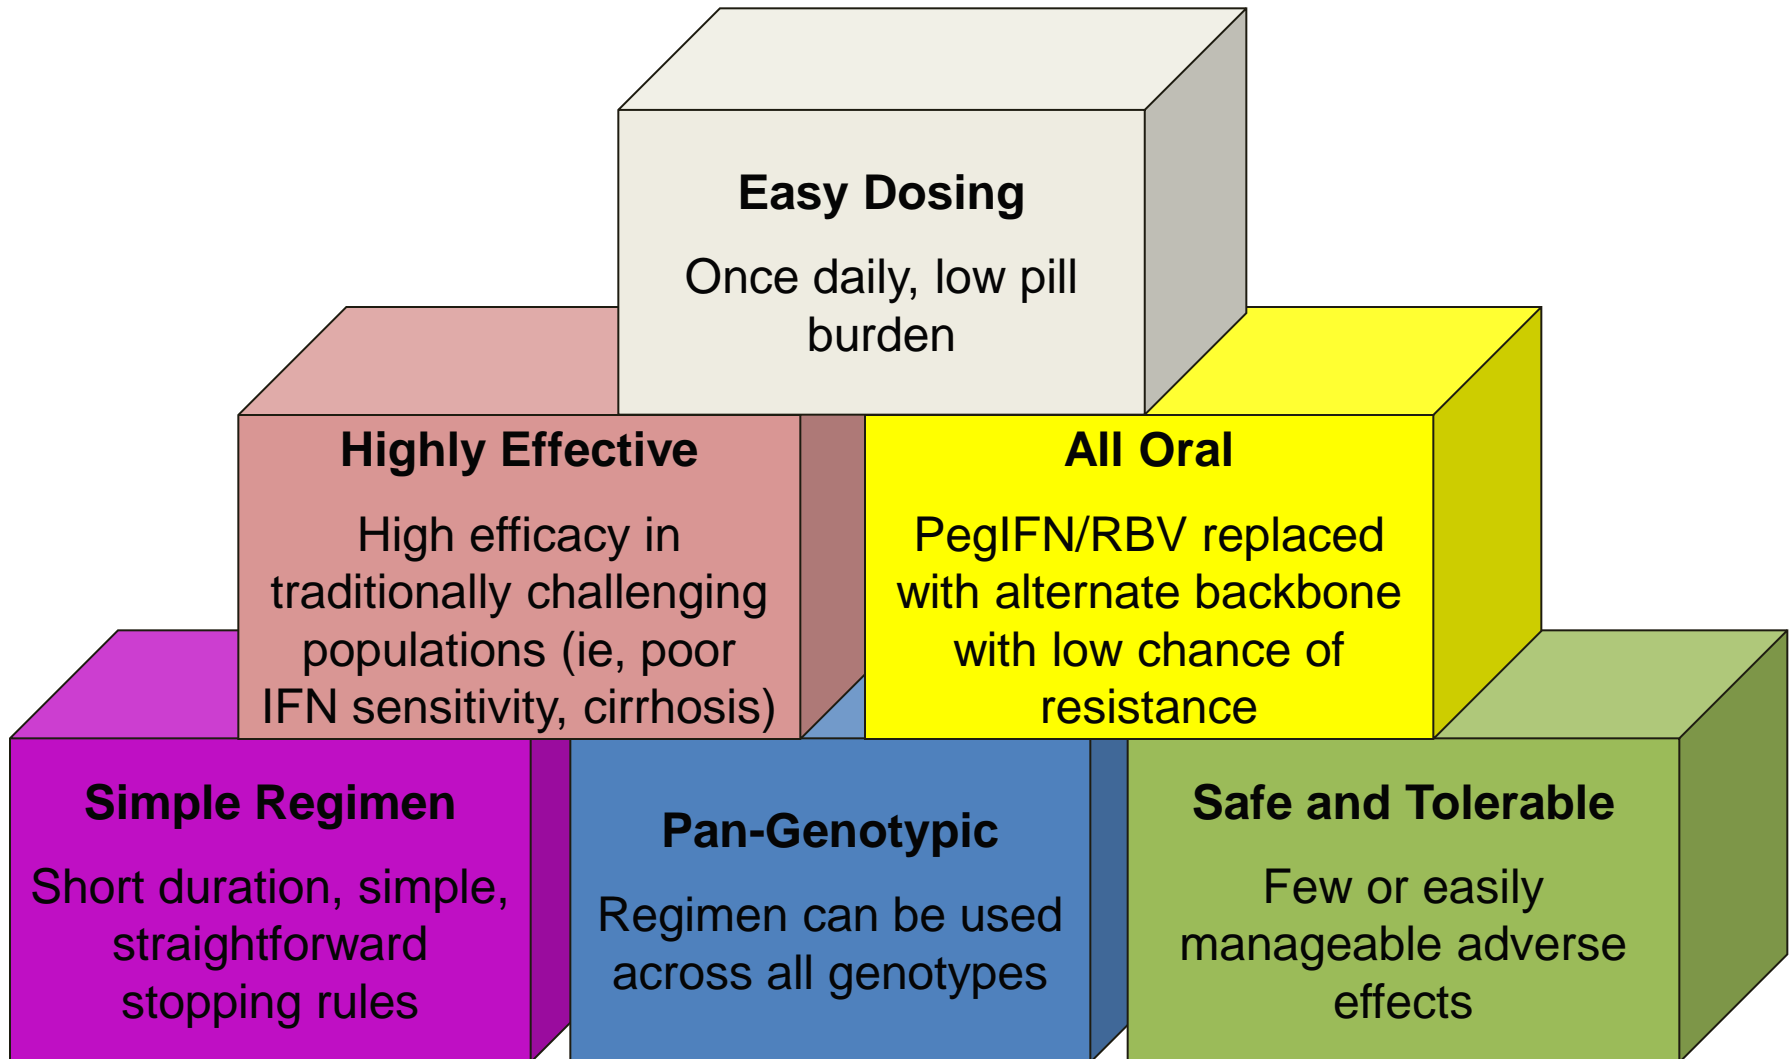 Easy Dosing
Once daily, low pill
burden
Highly Effective
High efficacy in
traditionally challenging
populations (ie, poor
IFN sensitivity, cirrhosis)
All Oral
PegIFN/RBV replaced
with alternate backbone
with low chance of
resistance
Simple Regimen
Short duration, simple,
straightforward
stopping rules
Pan-Genotypic
Regimen can be used
across all genotypes
Safe and Tolerable
Few or easily
manageable adverse
effects